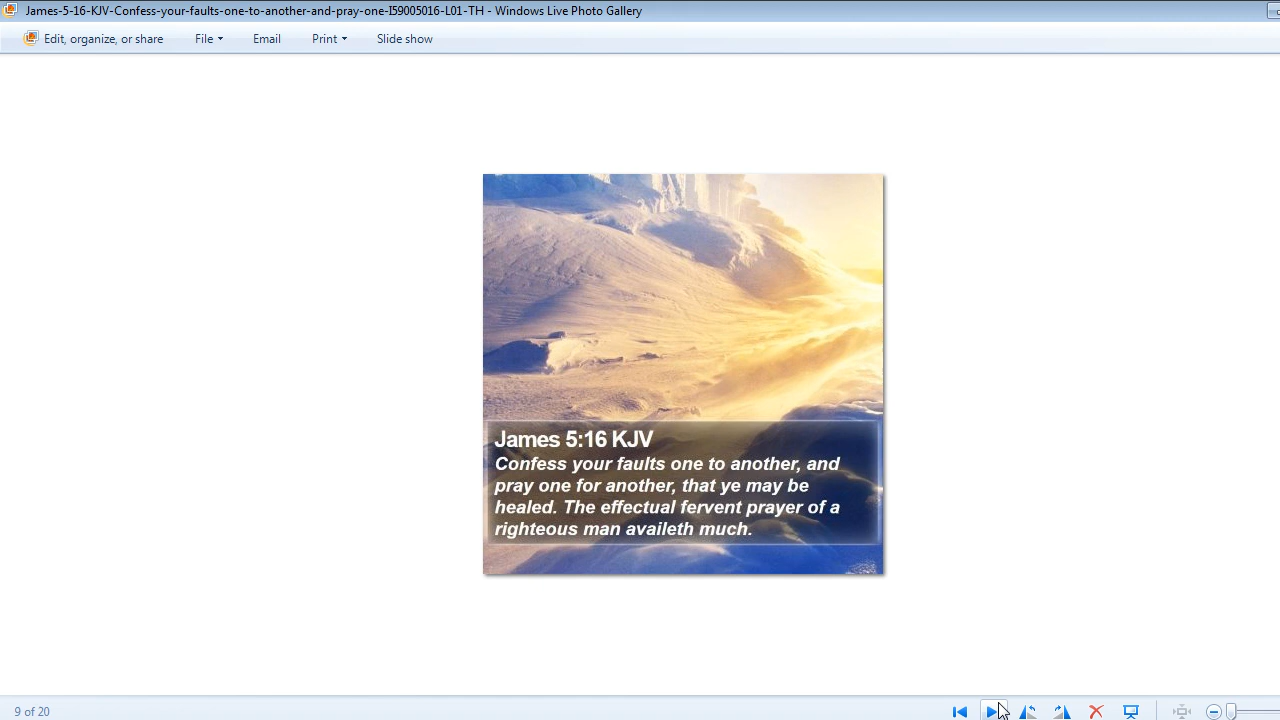 James-5-16-KJV-Confess-your-faults-one-to-another-and-pray-one-I59005016-L01-TH - Windows Live Photo Gallery
Edit, organize, or share File Email Print Slide show
James 5:16 KJV
Confess your faults one to another, and
pray one for another, that ye may be
healed. The effectual fervent prayer of a
righteous man availeth much.
9 of 20